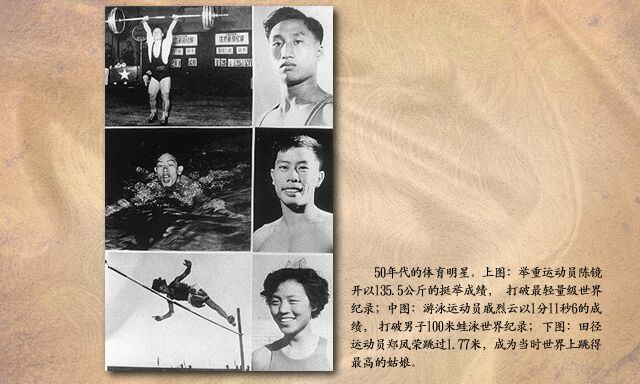 50年代的体育明星。上图：举重运动员陈镜
开以135.5公斤的挺举成绩， 打破最轻量级世界
纪录；中图：游泳运动员戚烈云以1分11秒6的成
绩， 打破男子100米蛙泳世界纪录；下图：田径
运动员郑凤荣跳过1.77米，成为当时世界上跳得
最高的姑娘。